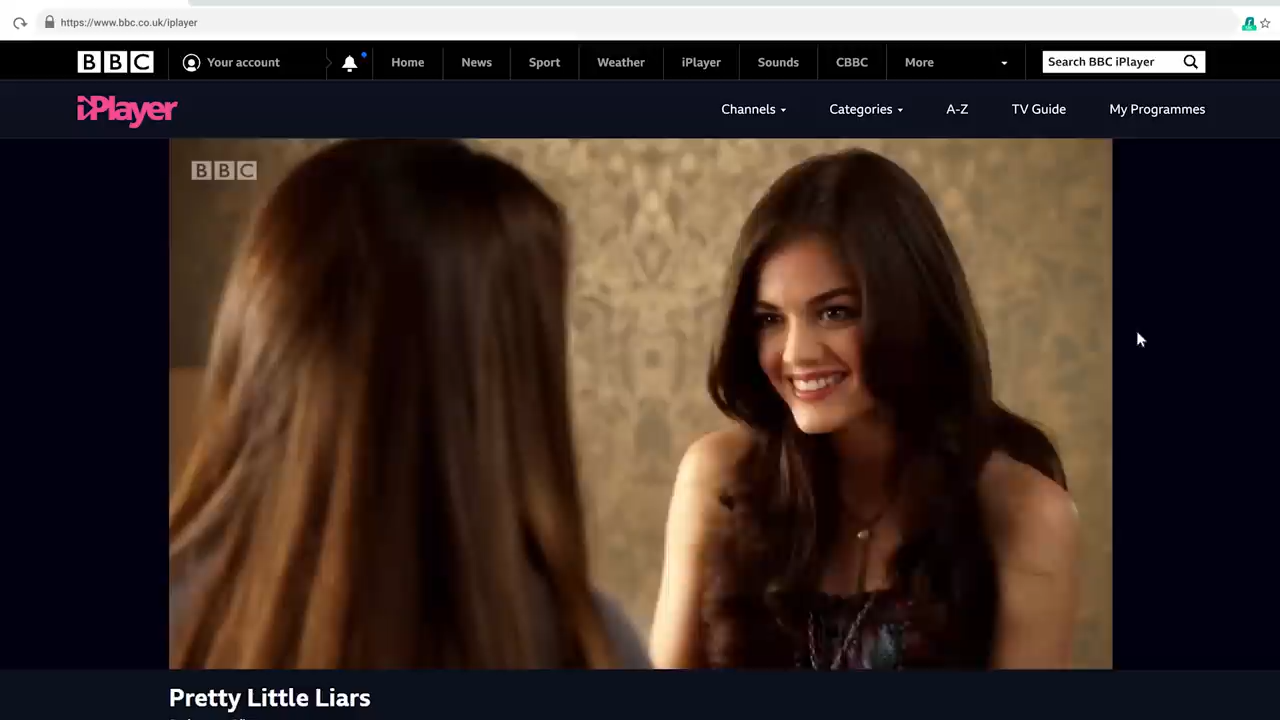 https://www.bbc.co.uk/iplayer
BBC
Your account
Home
News
Sport
Weather
iPlayer
Sounds
CBBC
More
Search BBC iPlayer
iPlayer
Channels
Categories
A-Z
TV Guide
My Programmes
BBC
Pretty Little Liars